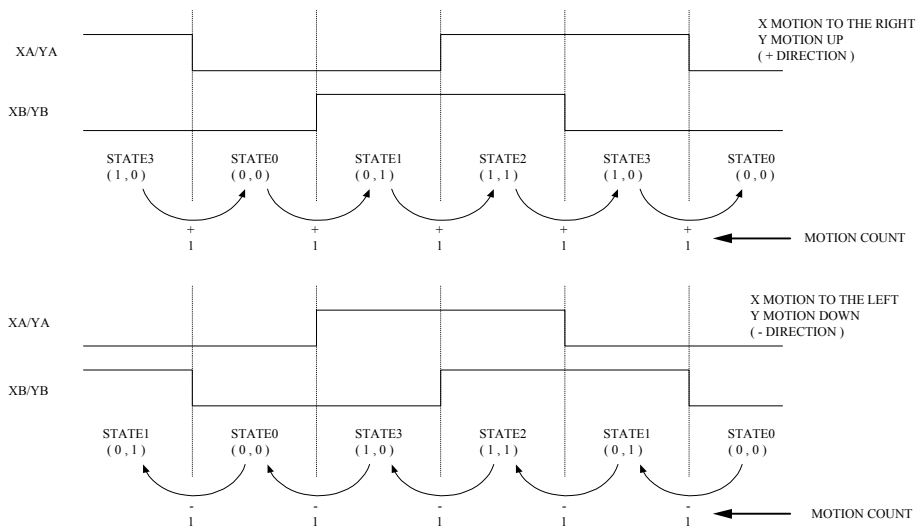 X MOTION TO THE RIGHT
Y MOTION UP
( + DIRECTION )
XA/YA
XB/YB
STATE3 STATE0 STATE1 STATE2 STATE3 STATE0
( 1 , 0 ) ( 0 , 0 ) ( 0 , 1 ) ( 1 , 1 ) ( 1 , 0 ) ( 0 , 0 )
+ + + + +
1 1 1 1 1
MOTION COUNT
X MOTION TO THE LEFT
Y MOTION DOWN
( - DIRECTION )
XA/YA
XB/YB
STATE1 STATE0 STATE3 STATE2 STATE1 STATE0
( 0 , 1 ) ( 0 , 0 ) ( 1 , 0 ) ( 1 , 1 ) ( 0 , 1 ) ( 0 , 0 )
- - - - -
1 1 1 1 1
MOTION COUNT